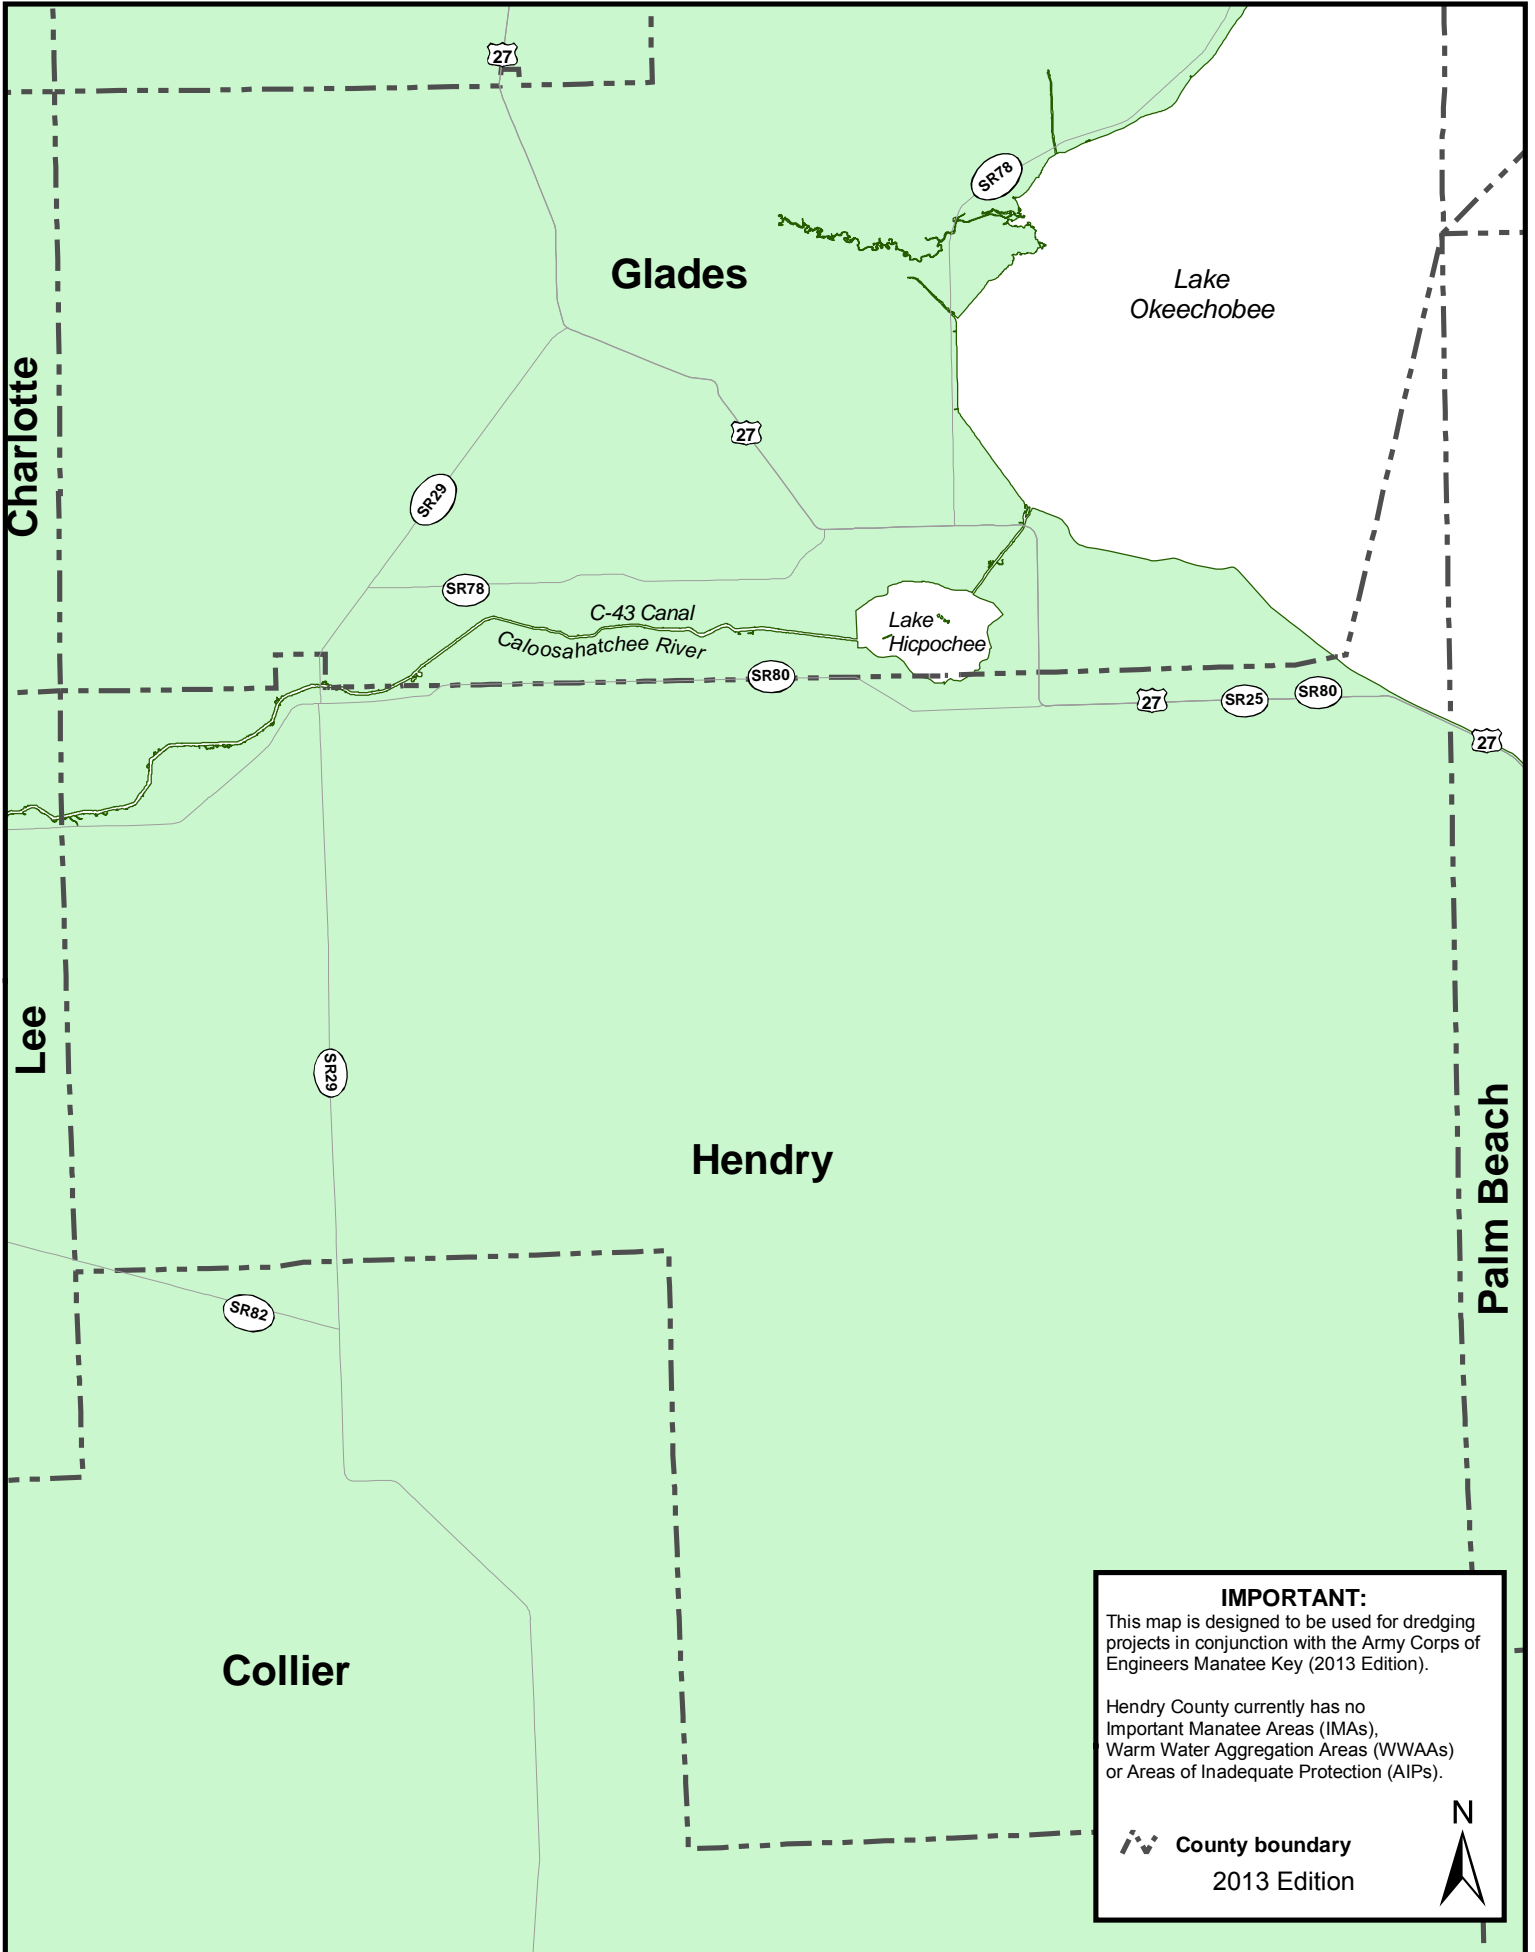 27
SR78
Glades
Lake
Okeechobee
Charlotte
27
SR29
SR78
C-43 Canal
Caloosahatchee River
Lake
Hicpochee
SR80
27
SR25
SR80
27
Lee
SR29
Hendry
Palm Beach
SR82
Collier
IMPORTANT:
This map is designed to be used for dredging
projects in conjunction with the Army Corps of
Engineers Manatee Key (2013 Edition).
Hendry County currently has no
Important Manatee Areas (IMAs),
Warm Water Aggregation Areas (WWAAs)
or Areas of Inadequate Protection (AIPs).
N
County boundary
2013 Edition